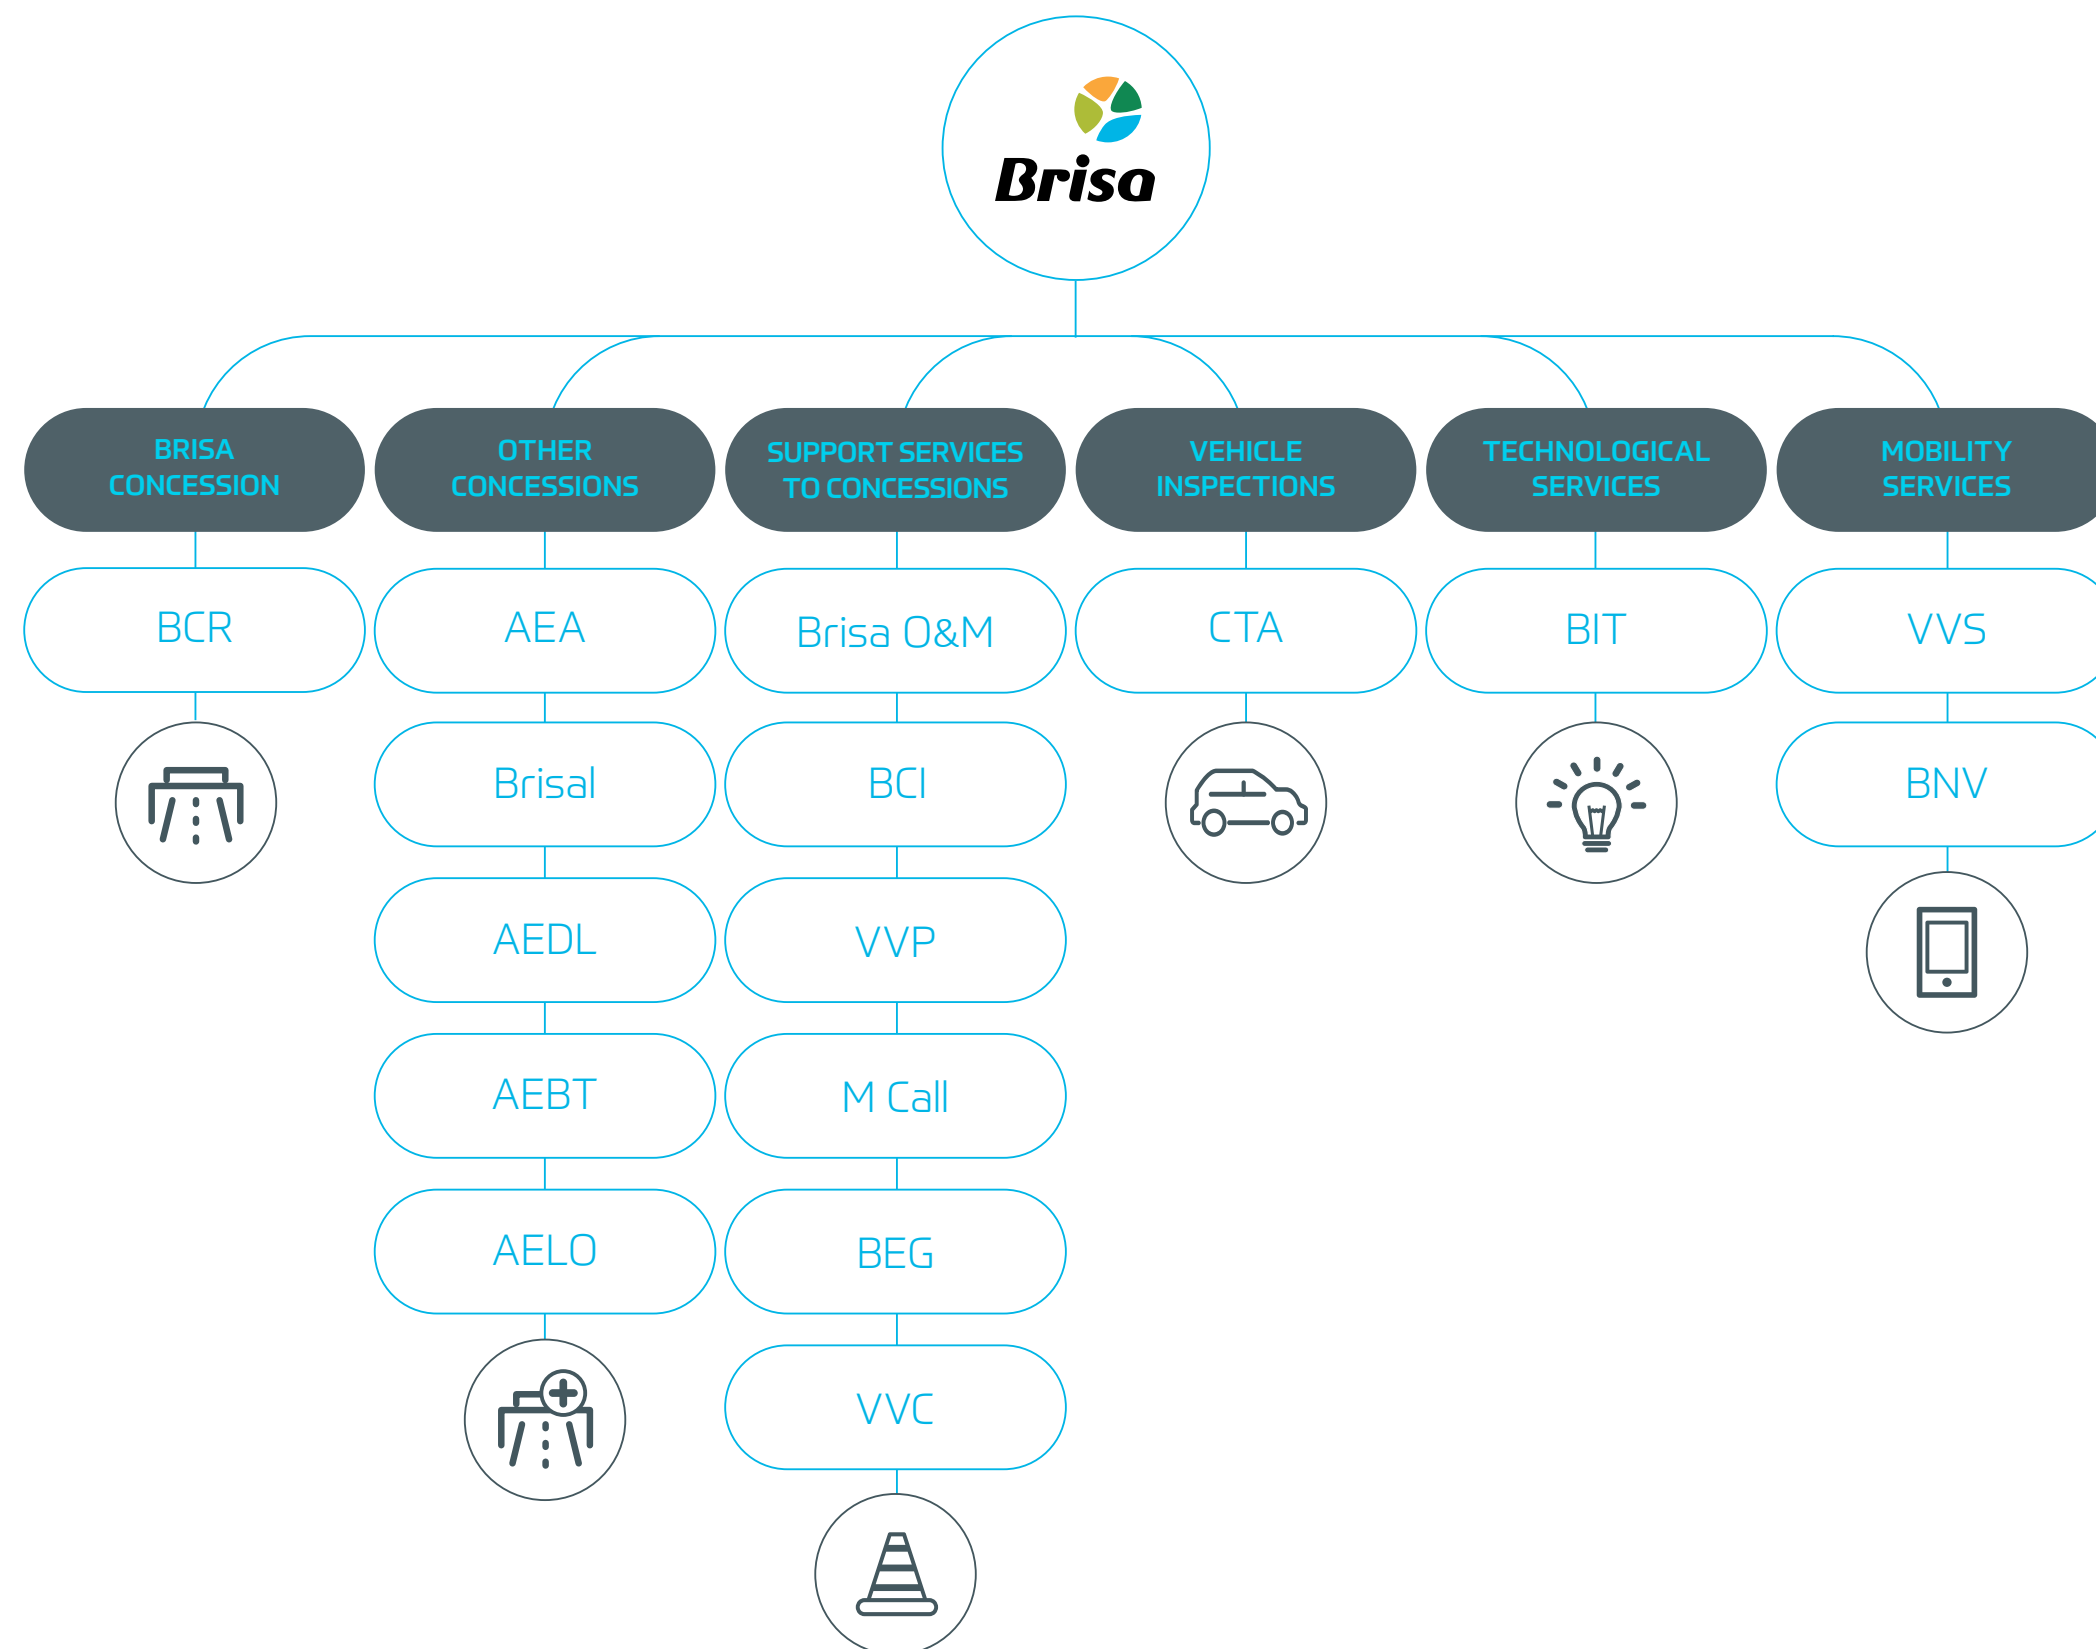 Brisa
BRISA
CONCESSION
OTHER
CONCESSIONS
SUPPORT SERVICES
TO CONCESSIONS
VEHICLE
INSPECTIONS
TECHNOLOGICAL
SERVICES
MOBILITY
SERVICES
BCR
AEA
Brisa O&M
CTA
BIT
VVS
Brisal
BCI
BNV
AEDL
VVP
AEBT
M Call
AELO
BEG
VVC